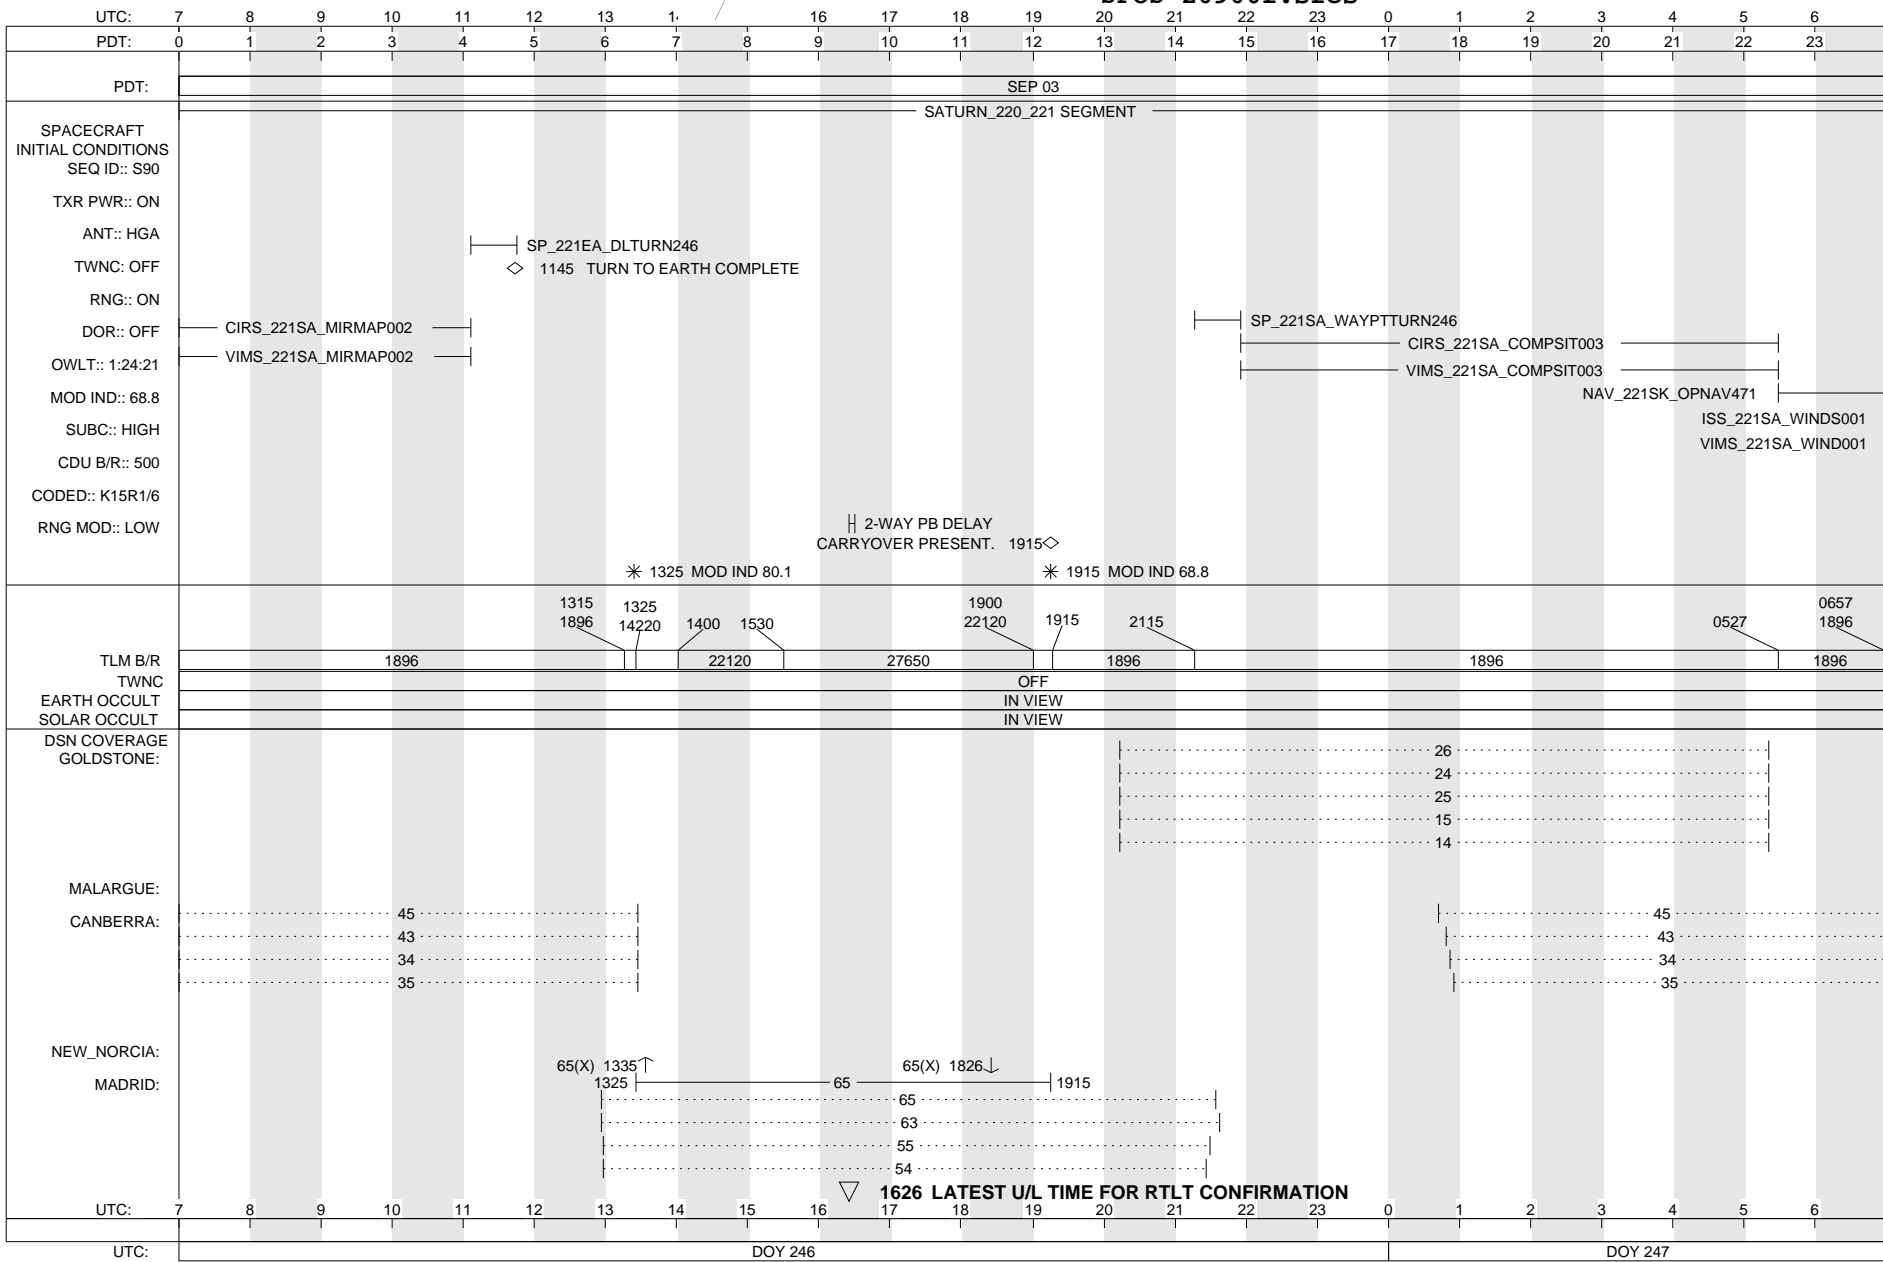 UTC: 7 8 9 10 11 12 13 16 17 18 19 20 21 22 23 0 1 2 3 4 5 6
PDT: 0 1 2 3 4 5 6 7 8 9 10 11 12 13 14 15 16 17 18 19 20 21 22 23
PDT: SEP 03
SATURN_220_221 SEGMENT
SPACECRAFT
INITIAL CONDITIONS
SEQ ID:: S90
TXR PWR:: ON
ANT:: HGA
SP_221EA_DLTURN246
TWNC: OFF
1145 TURN TO EARTH COMPLETE
RNG:: ON
DOR:: OFF
CIRS_221SA_MIRMAP002
SP_221SA_WAYPTTURN246
CIRS_221SA_COMPSIT003
VIMS_221SA_MIRMAP002
OWLT:: 1:24:21
VIMS_221SA_COMPSIT003
MOD IND:: 68.8
NAV_221SK_OPNAV471
ISS_221SA_WINDS001
SUBC:: HIGH
VIMS_221SA_WIND001
CDU B/R:: 500
CODED:: K15R1/6
RNG MOD:: LOW
2-WAY PB DELAY
CARRYOVER PRESENT. 1915
1325 MOD IND 80.1
1915 MOD IND 68.8
1315 1325 1900 0657
1896 14220 1400 1530 22120 1915 2115 0527 1896
TLM B/R 1896 22120 27650 1896 1896 1896
TWNC OFF
EARTH OCCULT IN VIEW
SOLAR OCCULT IN VIEW
DSN COVERAGE
GOLDSTONE:
26
24
25
15
14
MALARGUE:
CANBERRA:
45 45
43 43
34 34
35 35
NEW_NORCIA:
65(X) 1335 65(X) 1826
MADRID:
1325 65 1915
65
63
55
54
1626 LATEST U/L TIME FOR RTLT CONFIRMATION
UTC: 7 8 9 10 11 12 13 14 15 16 17 18 19 20 21 22 23 0 1 2 3 4 5 6
UTC: DOY 246 DOY 247